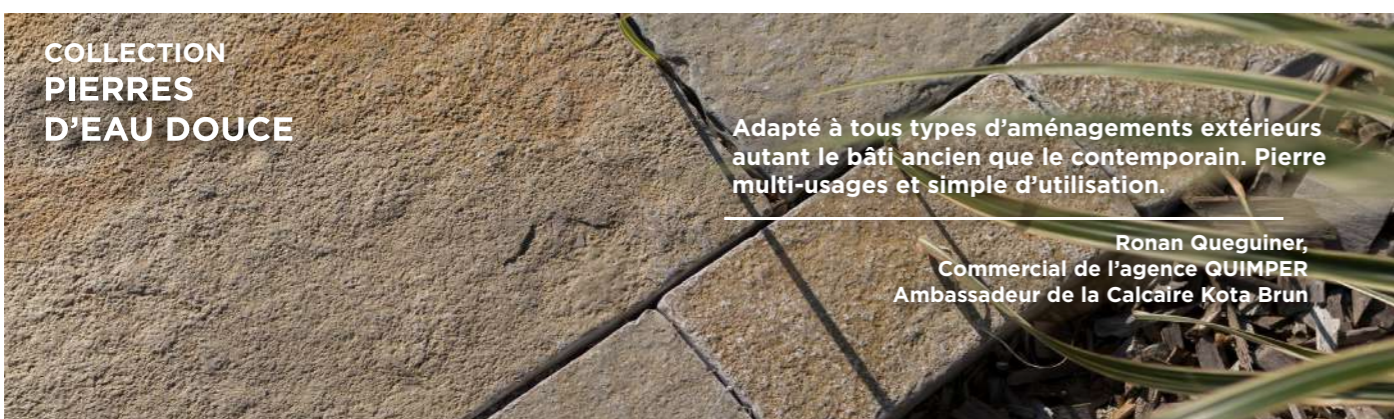 COLLECTION
PIERRES
D'EAU DOUCE
Adapté à tous types d'aménagements extérieurs
autant le bâti ancien que le contemporain. Pierre
multi-usages et simple d'utilisation.
Ronan Queguiner,
Commercial de l'agence QUIMPER
Ambassadeur de la Calcaire Kota Brun